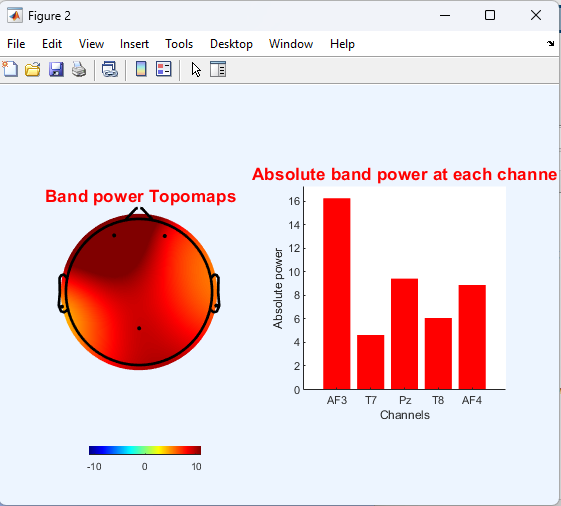 Figure 2
File Edit View Insert Tools Desktop Window Help
Band power Topomaps
-10 0 10
Absolute band power at each channe
Absolute power
16
14
12
10
8
6
4
2
0
AF3 T7 Pz T8 AF4
Channels